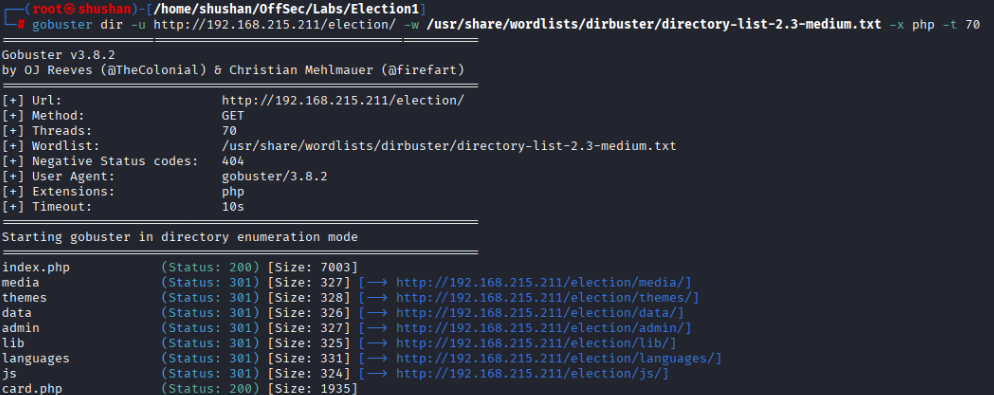 ┌──(root㉿shushan)-[/home/shushan/OffSec/Labs/Election1]
└─# gobuster dir -u http://192.168.215.211/election/ -w /usr/share/wordlists/dirbuster/directory-list-2.3-medium.txt -x php -t 70
===============================================================
Gobuster v3.8.2
by OJ Reeves (@TheColonial) & Christian Mehlmauer (@firefart)
===============================================================
[+] Url: http://192.168.215.211/election/
[+] Method: GET
[+] Threads: 70
[+] Wordlist: /usr/share/wordlists/dirbuster/directory-list-2.3-medium.txt
[+] Negative Status codes: 404
[+] User Agent: gobuster/3.8.2
[+] Extensions: php
[+] Timeout: 10s
===============================================================
Starting gobuster in directory enumeration mode
===============================================================
index.php (Status: 200) [Size: 7003]
media (Status: 301) [Size: 327] [--> http://192.168.215.211/election/media/]
themes (Status: 301) [Size: 328] [--> http://192.168.215.211/election/themes/]
data (Status: 301) [Size: 326] [--> http://192.168.215.211/election/data/]
admin (Status: 301) [Size: 327] [--> http://192.168.215.211/election/admin/]
lib (Status: 301) [Size: 325] [--> http://192.168.215.211/election/lib/]
languages (Status: 301) [Size: 331] [--> http://192.168.215.211/election/languages/]
js (Status: 301) [Size: 324] [--> http://192.168.215.211/election/js/]
card.php (Status: 200) [Size: 1935]